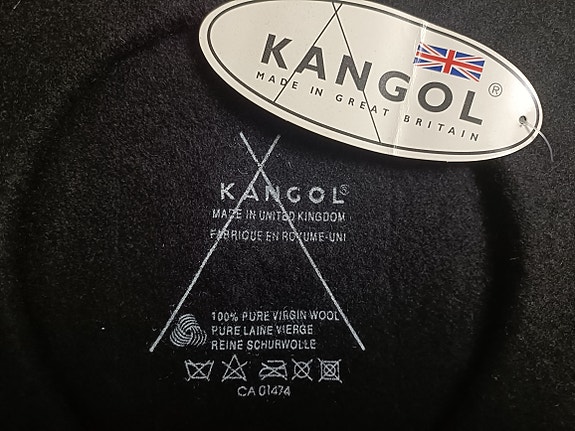 KANGOL®
MADE IN GREAT BRITAIN
KANGOL®
MADE IN UNITED KINGDOM
FABRIQUE EN ROYUME-UNI
100% PURE VIRGIN WOOL
PURE LAINE VIERGE
REINE SCHURWOLLE
CA 01474